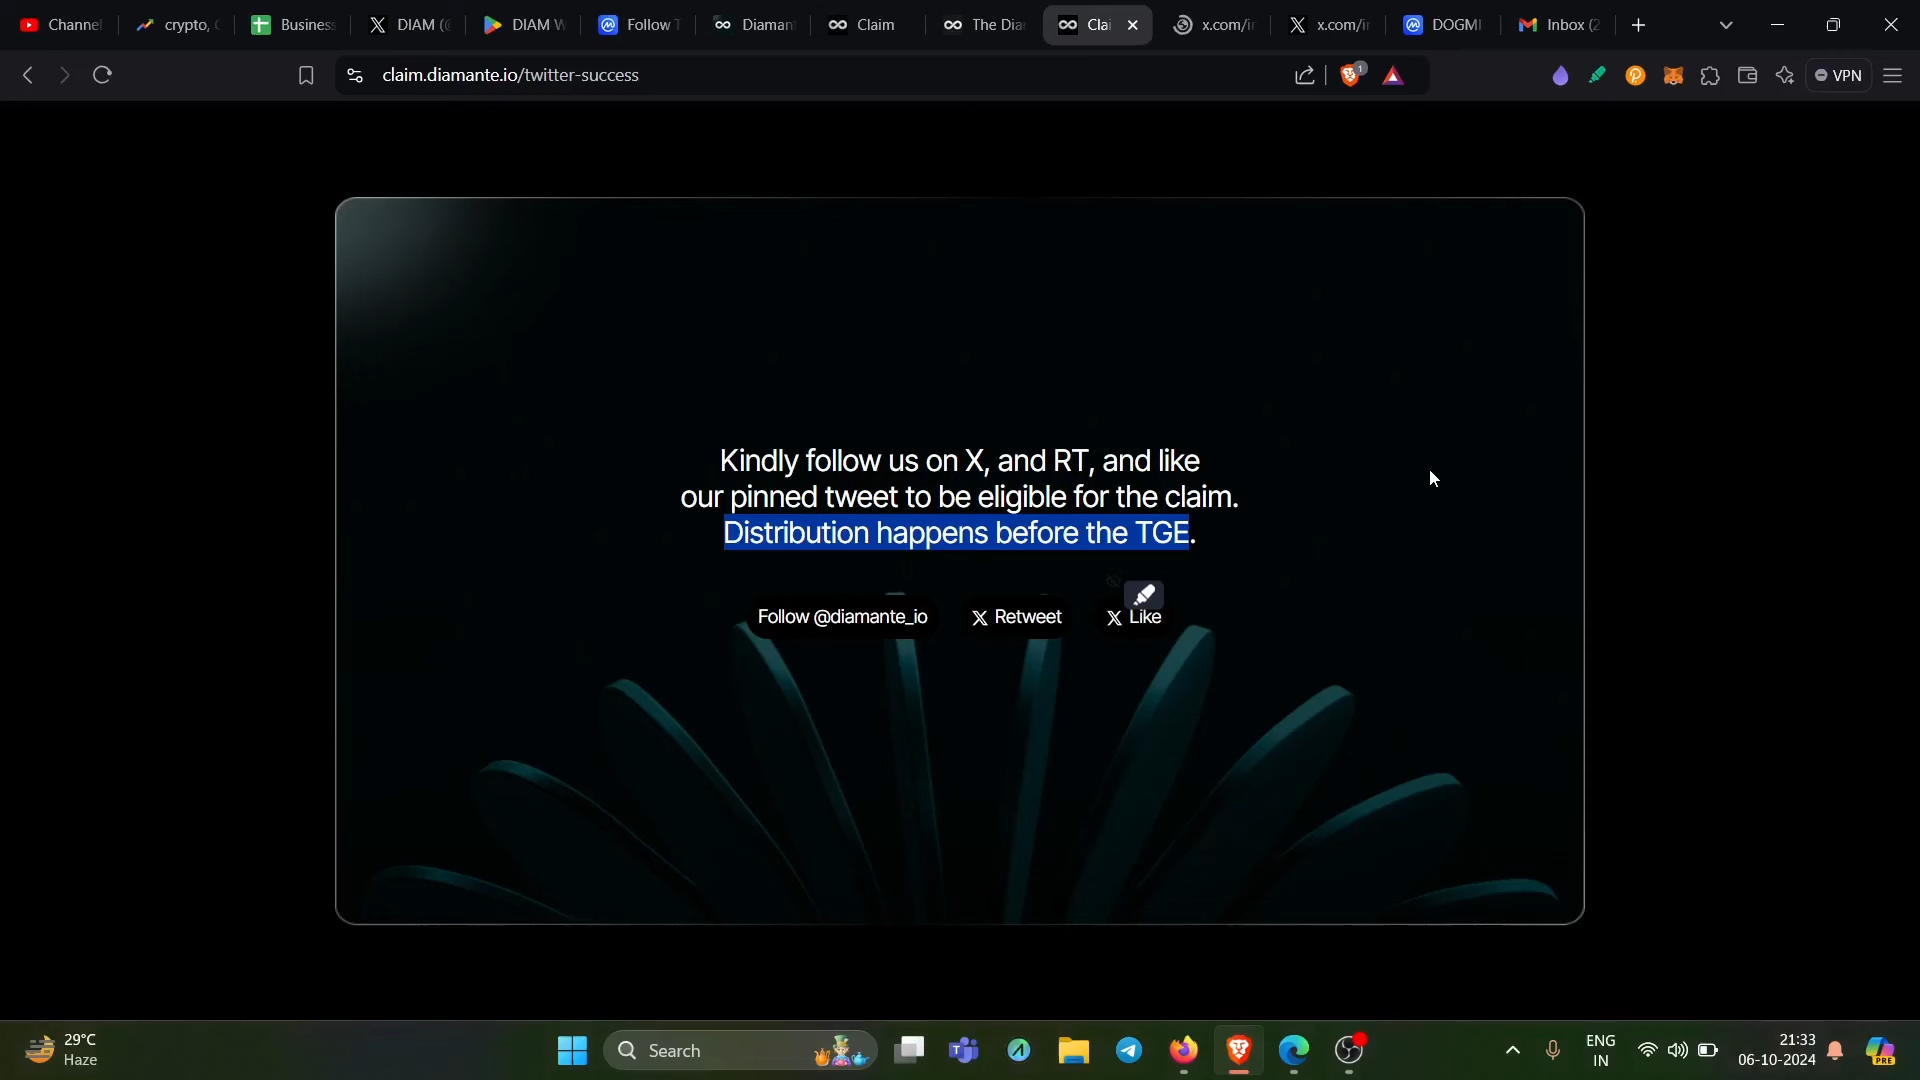 Channel
crypto,
Business
DIAM (@
DIAM W
Follow T
Diaman
Claim
The Dia
Clai
x.com/i
x.com/i
DOGMI
Inbox (2
claim.diamante.io/twitter-success
1
VPN
Kindly follow us on X, and RT, and like
our pinned tweet to be eligible for the claim.
Distribution happens before the TGE.
Follow @diamante_io
Retweet
Like
29°C
Haze
Search
ENG
IN
21:33
06-10-2024
PRE